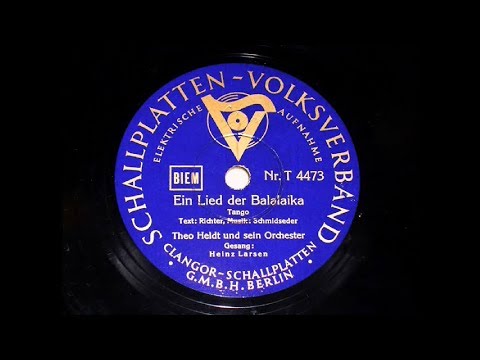 SCHALLPLATTEN-VOLKSVERBAND
ELEKTRISCHE AUFNAHME
BIEM
Nr. T 4473
Ein Lied der Balalaïka
Tango
Text: Richter, Musik: Schmidseder
Theo Heldt und sein Orchester
Gesang:
Heinz Larsen
CLANGOR-SCHALLPLATTEN
G.M.B.H. BERLIN